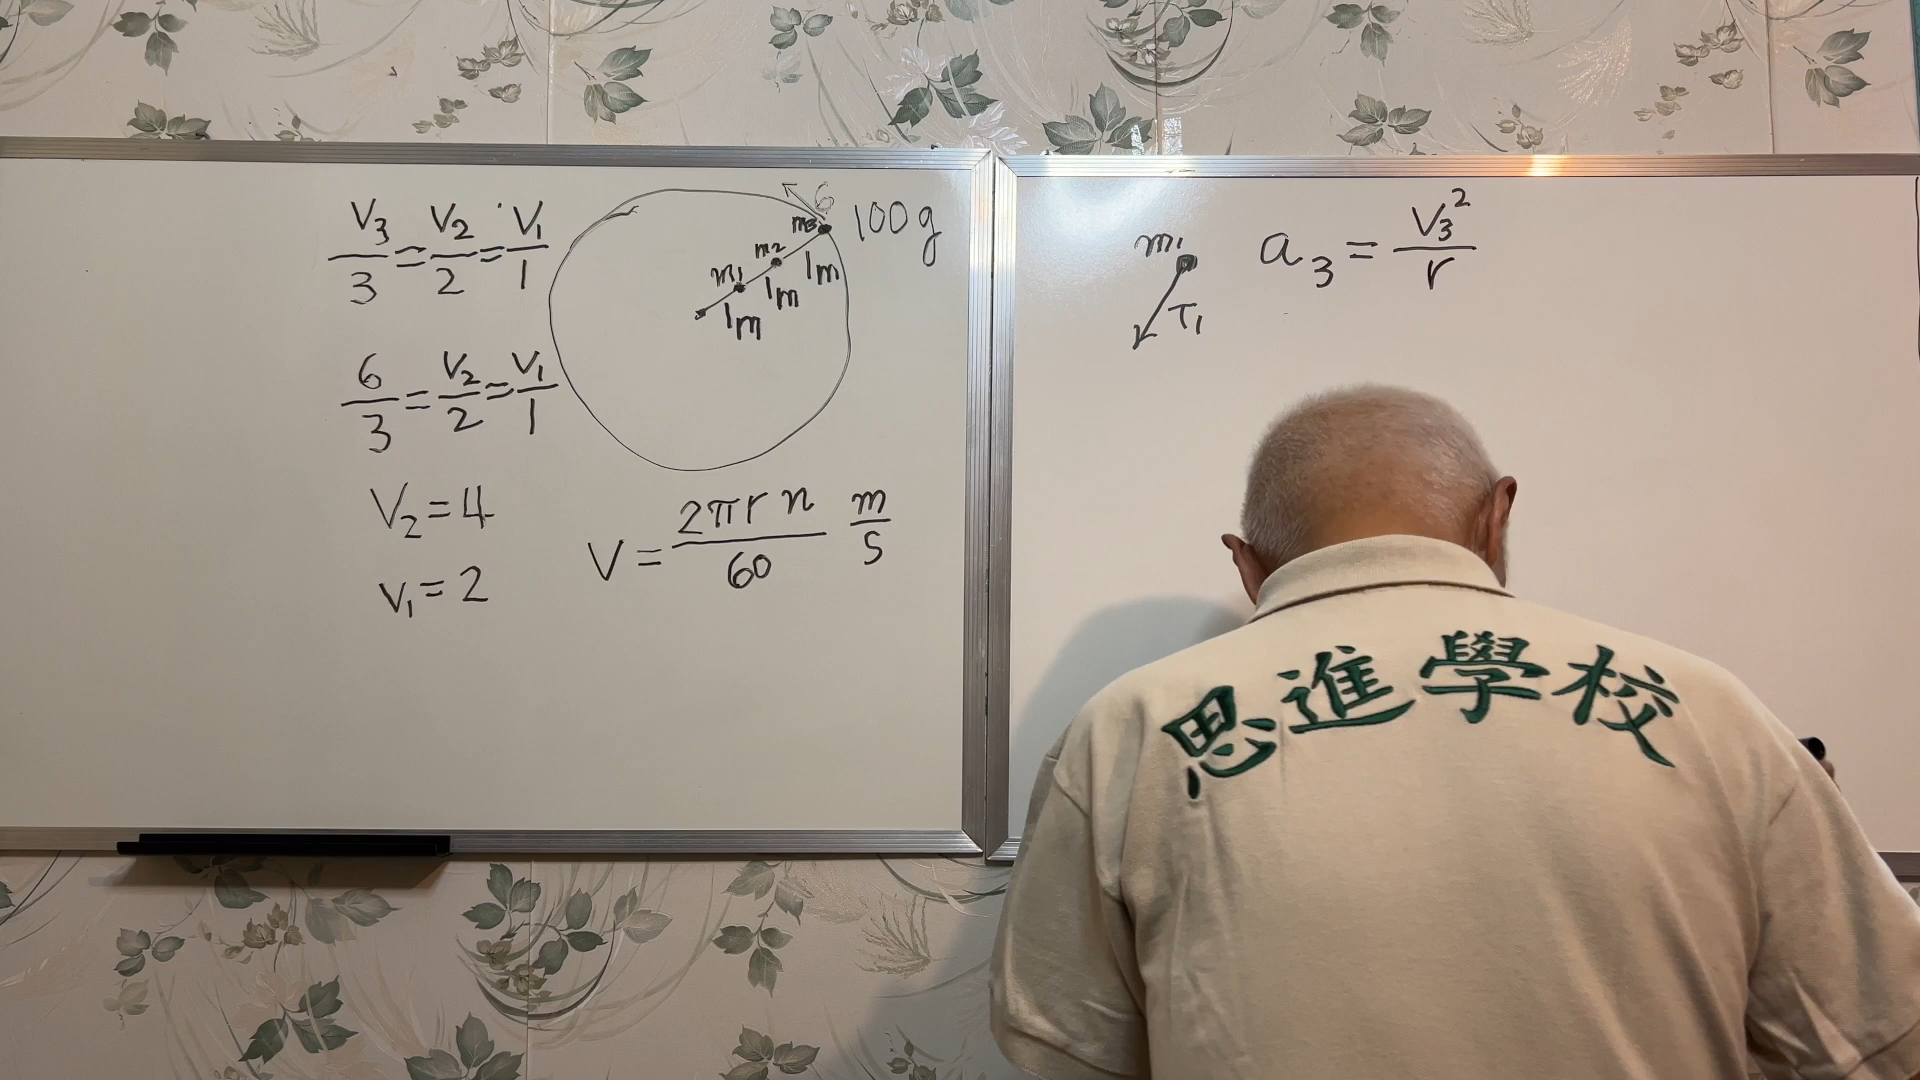 V₃/3 = V₂/2 = V₁/1
6/3 = V₂/2 = V₁/1
V₂ = 4
V₁ = 2
6
m₃
100g
m₂
m₁
1m
1m
1m
V = 2πrn/60 m/s
m₁
T₁
a₃ = V₃²/r
思進學校